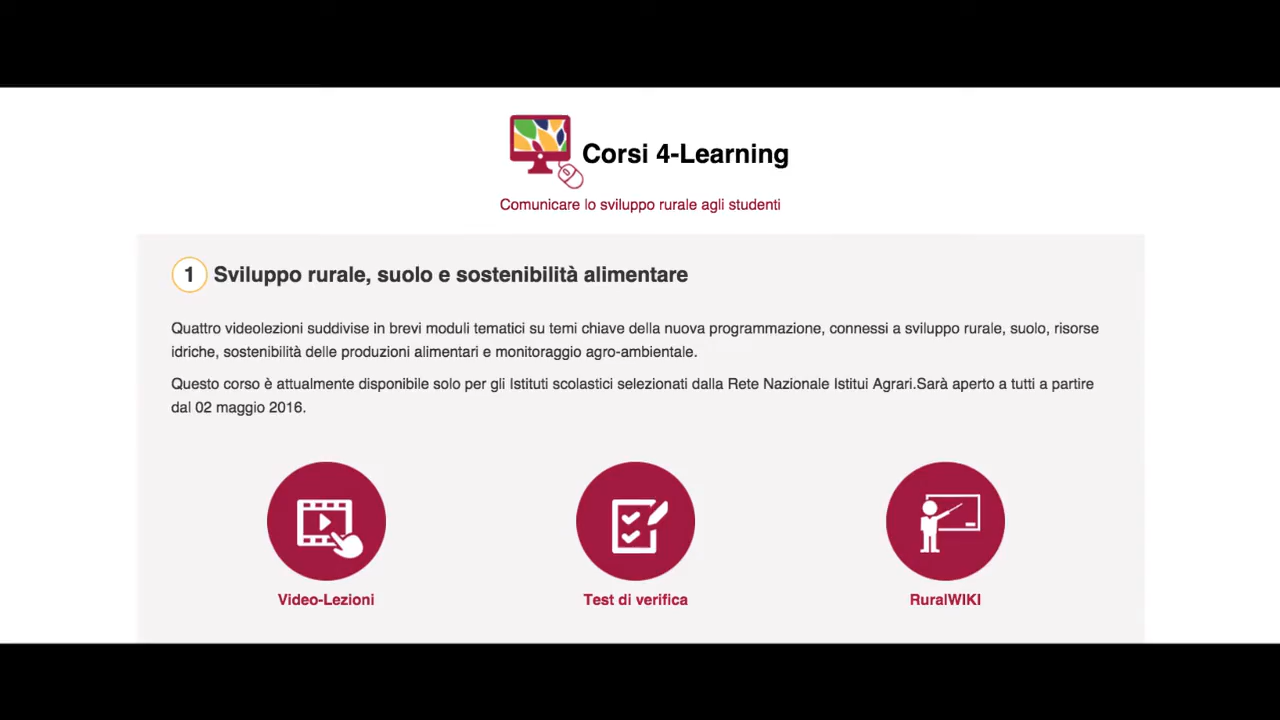 Corsi 4-Learning
Comunicare lo sviluppo rurale agli studenti
1 Sviluppo rurale, suolo e sostenibilità alimentare
Quattro videolezioni suddivise in brevi moduli tematici su temi chiave della nuova programmazione, connessi a sviluppo rurale, suolo, risorse
idriche, sostenibilità delle produzioni alimentari e monitoraggio agro-ambientale.
Questo corso è attualmente disponibile solo per gli Istituti scolastici selezionati dalla Rete Nazionale Istitui Agrari.Sarà aperto a tutti a partire
dal 02 maggio 2016.
Video-Lezioni
Test di verifica
RuralWIKI